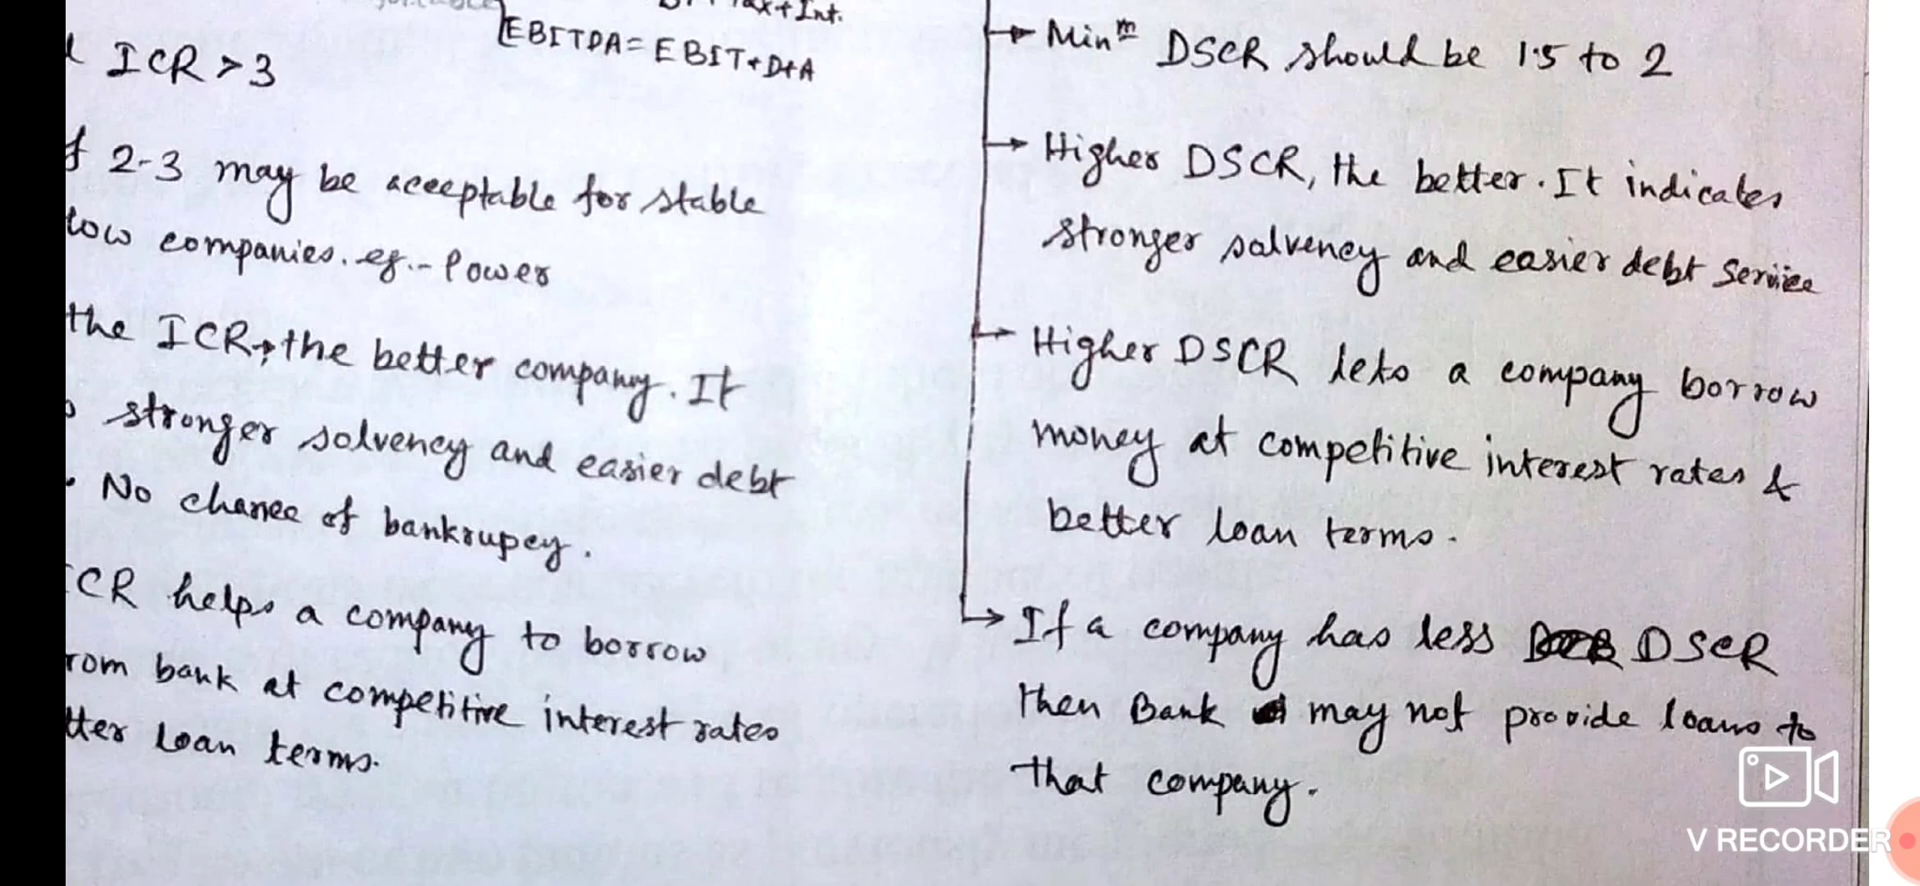 ax+Int.
EBITDA= EBIT+D+A
ICR > 3
f 2-3 may be acceptable for stable
low companies. eg.- Power
the ICR, the better company. It
stronger solvency and easier debt
. No chance of bankrupcy.
CR helps a company to borrow
rom bank at competitive interest rates
tter loan terms.
→ Minm DSCR should be 1.5 to 2
→ Higher DSCR, the better. It indicates
stronger solvency and easier debt service
→ Higher DSCR lets a company borrow
money at competitive interest rates &
better loan terms.
→ If a company has less DSCR
then Bank may not provide loans to
that company.
V RECORDER